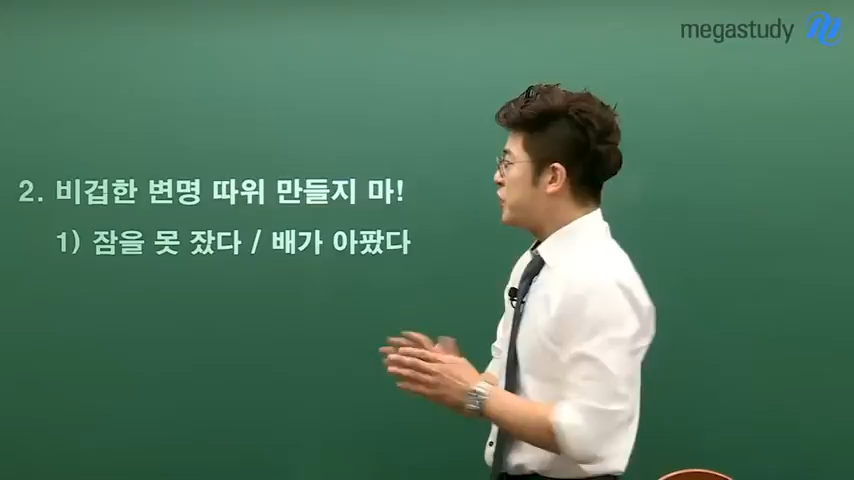 megastudy
2. 비겁한 변명 따위 만들지 마!
1) 잠을 못 잤다 / 배가 아팠다